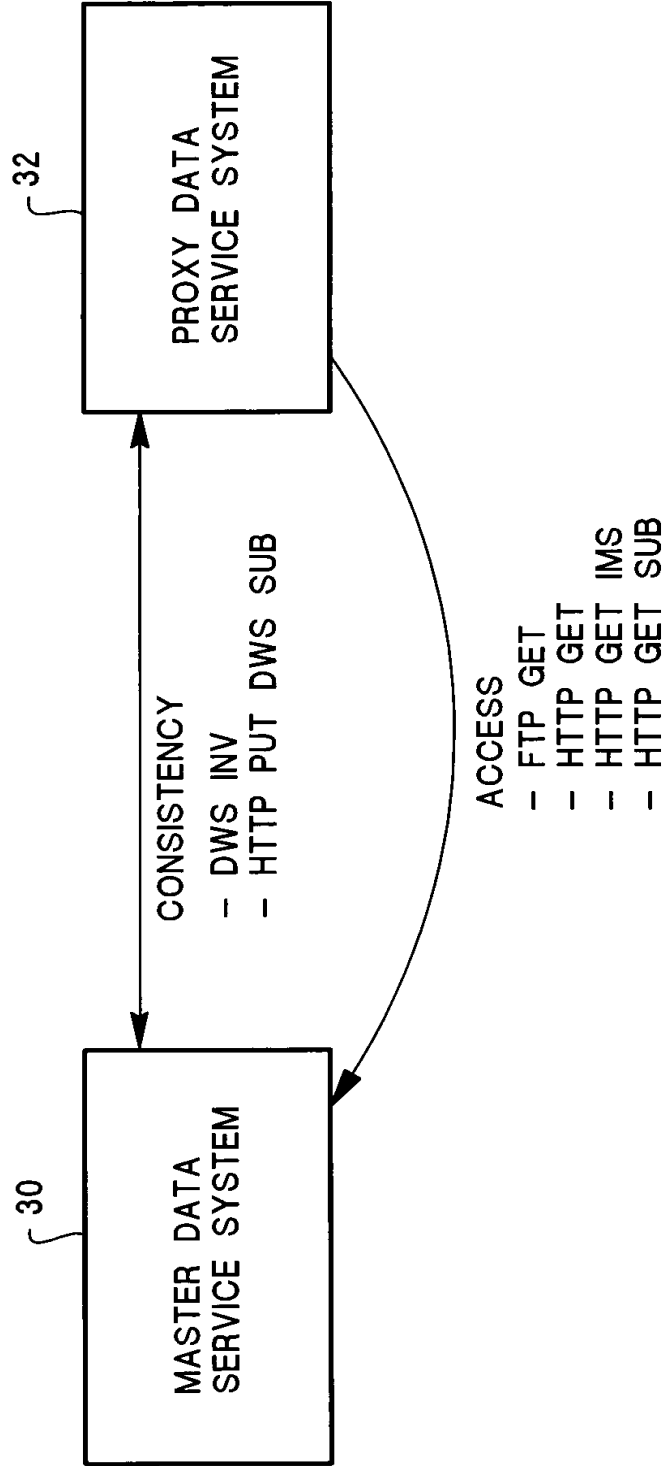 30
MASTER DATA
SERVICE SYSTEM
CONSISTENCY
- DWS INV
- HTTP PUT DWS SUB
32
PROXY DATA
SERVICE SYSTEM
ACCESS
- FTP GET
- HTTP GET
- HTTP GET IMS
- HTTP GET SUB